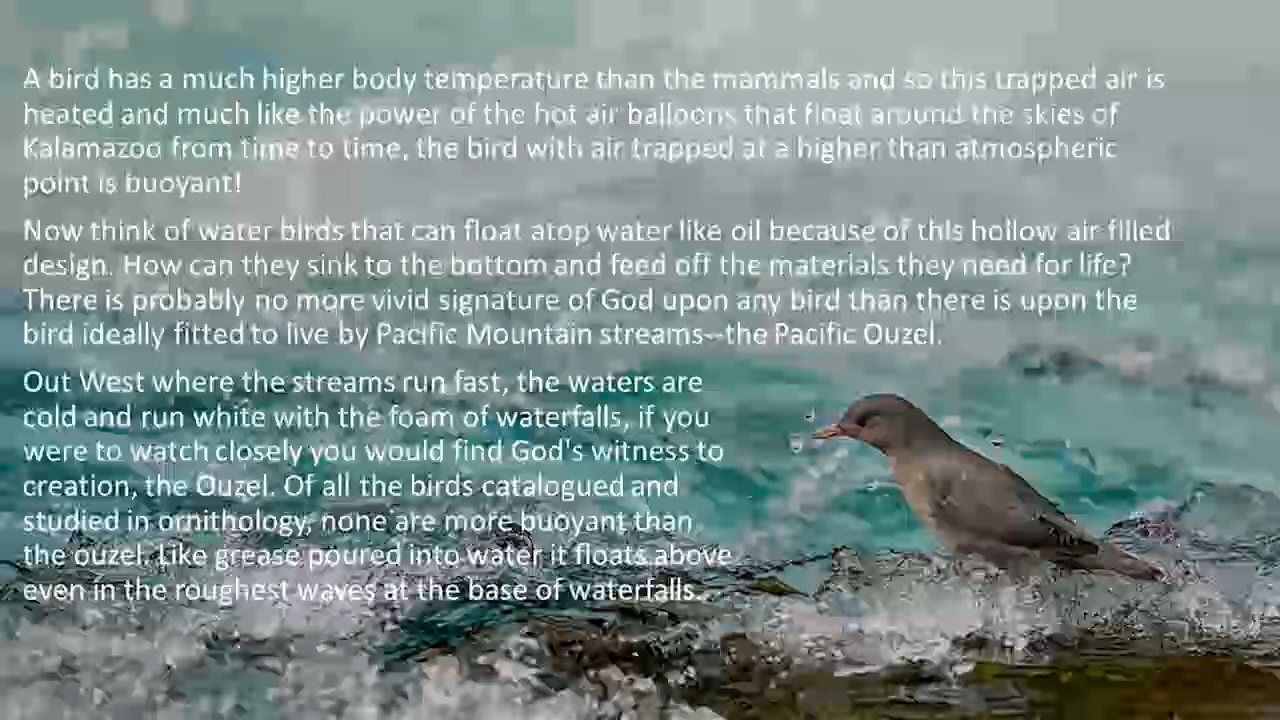 A bird has a much higher body temperature than the mammals and so this trapped air is
heated and much like the power of the hot air balloons that float around the skies of
Kalamazoo from time to time, the bird with air trapped at a higher than atmospheric
point is buoyant!
Now think of water birds that can float atop water like oil because of this hollow air filled
design. How can they sink to the bottom and feed off the materials they need for life?
There is probably no more vivid signature of God upon any bird than there is upon the
bird ideally fitted to live by Pacific Mountain streams--the Pacific Ouzel.
Out West where the streams run fast, the waters are
cold and run white with the foam of waterfalls, if you
were to watch closely you would find God's witness to
creation, the Ouzel. Of all the birds catalogued and
studied in ornithology, none are more buoyant than
the ouzel. Like grease poured into water it floats above
even in the roughest waves at the base of waterfalls..